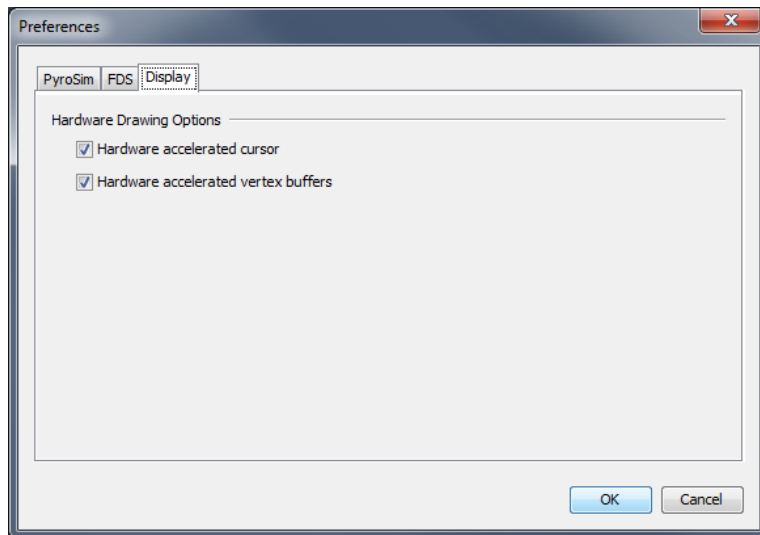 Preferences
PyroSim FDS Display
Hardware Drawing Options
Hardware accelerated cursor
Hardware accelerated vertex buffers
OK Cancel